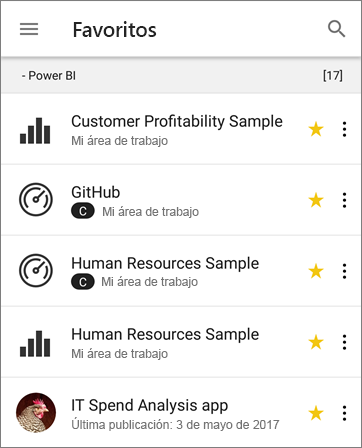 Favoritos
- Power BI [17]
Customer Profitability Sample
Mi área de trabajo
GitHub
C Mi área de trabajo
Human Resources Sample
C Mi área de trabajo
Human Resources Sample
Mi área de trabajo
IT Spend Analysis app
Última publicación: 3 de mayo de 2017